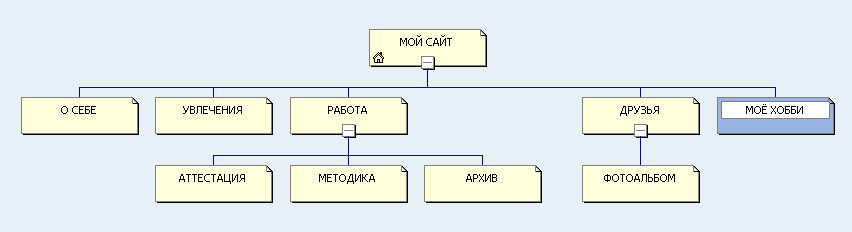 МОЙ САЙТ
О СЕБЕ
УВЛЕЧЕНИЯ
РАБОТА
ДРУЗЬЯ
МОЁ ХОББИ
АТТЕСТАЦИЯ
МЕТОДИКА
АРХИВ
ФОТОАЛЬБОМ